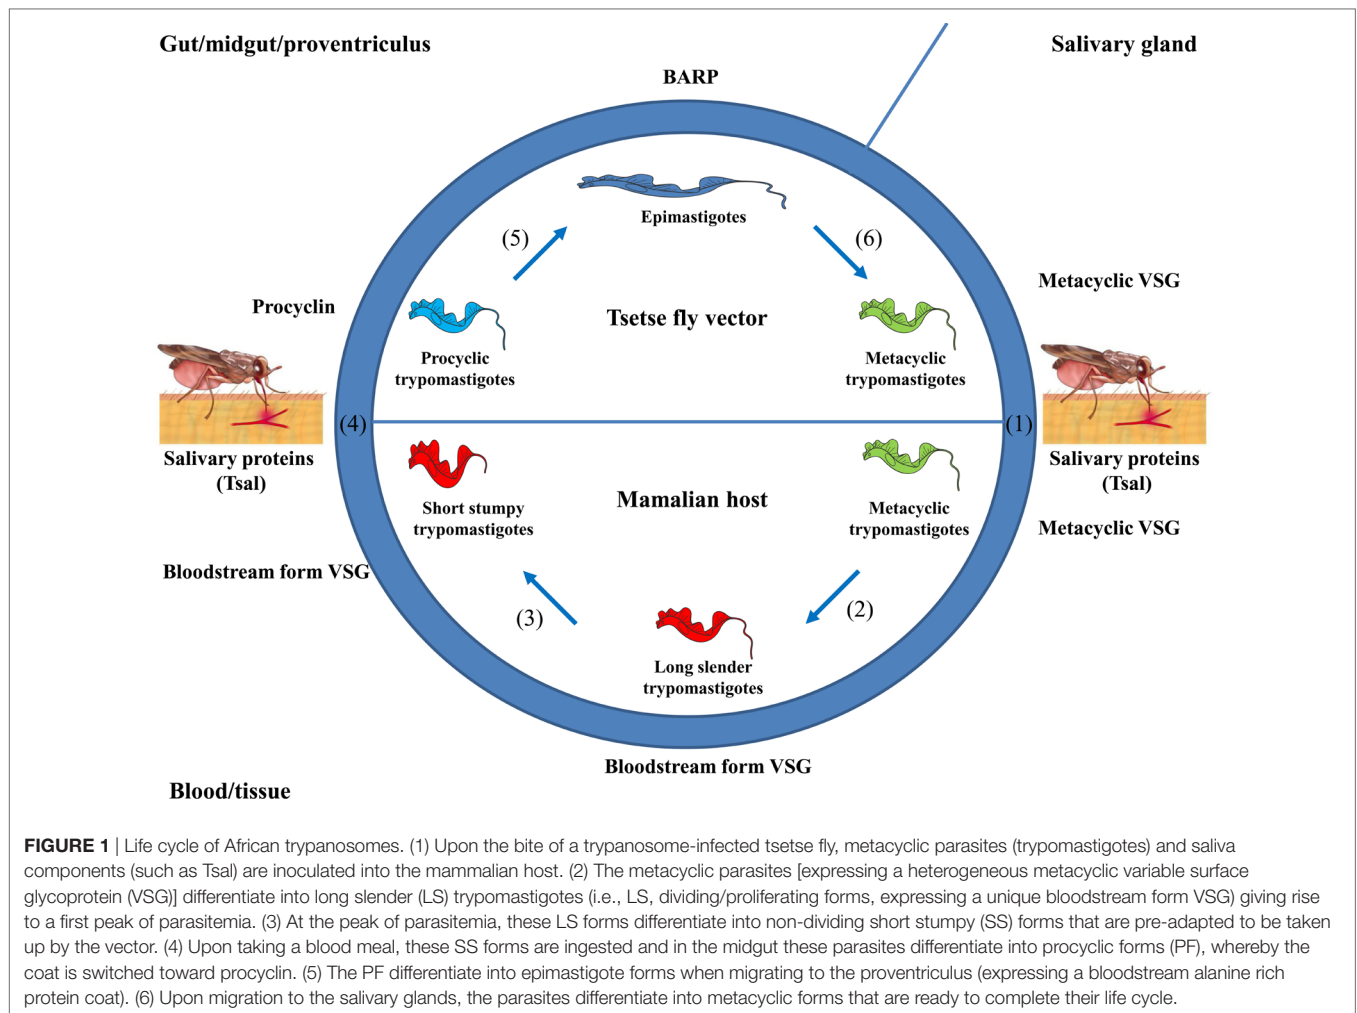 Gut/midgut/proventriculus
Salivary gland
BARP
Epimastigotes
(5)
(6)
Metacyclic VSG
Procyclin
Tsetse fly vector
Procyclic
trypomastigotes
Metacyclic
trypomastigotes
(4)
(1)
Salivary proteins
(Tsal)
Short stumpy
trypomastigotes
Mamalian host
Metacyclic
trypomastigotes
Salivary proteins
(Tsal)
Metacyclic VSG
Bloodstream form VSG
(3)
(2)
Long slender
trypomastigotes
Bloodstream form VSG
Blood/tissue
FIGURE 1 | Life cycle of African trypanosomes. (1) Upon the bite of a trypanosome-infected tsetse fly, metacyclic parasites (trypomastigotes) and saliva
components (such as Tsal) are inoculated into the mammalian host. (2) The metacyclic parasites [expressing a heterogeneous metacyclic variable surface
glycoprotein (VSG)] differentiate into long slender (LS) trypomastigotes (i.e., LS, dividing/proliferating forms, expressing a unique bloodstream form VSG) giving rise
to a first peak of parasitemia. (3) At the peak of parasitemia, these LS forms differentiate into non-dividing short stumpy (SS) forms that are pre-adapted to be taken
up by the vector. (4) Upon taking a blood meal, these SS forms are ingested and in the midgut these parasites differentiate into procyclic forms (PF), whereby the
coat is switched toward procyclin. (5) The PF differentiate into epimastigote forms when migrating to the proventriculus (expressing a bloodstream alanine rich
protein coat). (6) Upon migration to the salivary glands, the parasites differentiate into metacyclic forms that are ready to complete their life cycle.